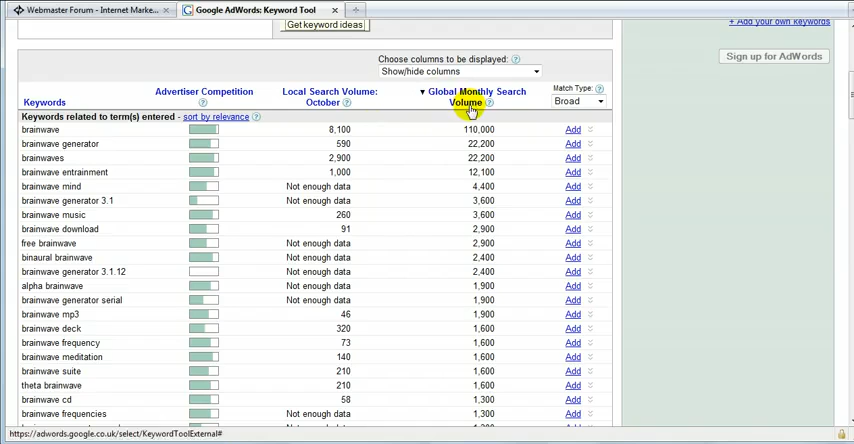 Webmaster Forum - Internet Marke...
Google AdWords: Keyword Tool
Get keyword ideas
+ Add your own keywords
Sign up for AdWords
Choose columns to be displayed: ?
Show/hide columns
Keywords Advertiser Competition ? Local Search Volume: October ? Global Monthly Search Volume ? Match Type: ? Broad
Keywords related to term(s) entered - sort by relevance ?
brainwave 8,100 110,000 Add
brainwave generator 590 22,200 Add
brainwaves 2,900 22,200 Add
brainwave entrainment 1,000 12,100 Add
brainwave mind Not enough data 4,400 Add
brainwave generator 3.1 Not enough data 3,600 Add
brainwave music 260 3,600 Add
brainwave download 91 2,900 Add
free brainwave Not enough data 2,900 Add
binaural brainwave Not enough data 2,400 Add
brainwave generator 3.1.12 Not enough data 2,400 Add
alpha brainwave Not enough data 1,900 Add
brainwave generator serial Not enough data 1,900 Add
brainwave mp3 46 1,900 Add
brainwave deck 320 1,600 Add
brainwave frequency 73 1,600 Add
brainwave meditation 140 1,600 Add
brainwave suite 210 1,600 Add
theta brainwave 210 1,600 Add
brainwave cd 58 1,300 Add
brainwave frequencies Not enough data 1,300 Add
https://adwords.google.co.uk/select/KeywordToolExternal#